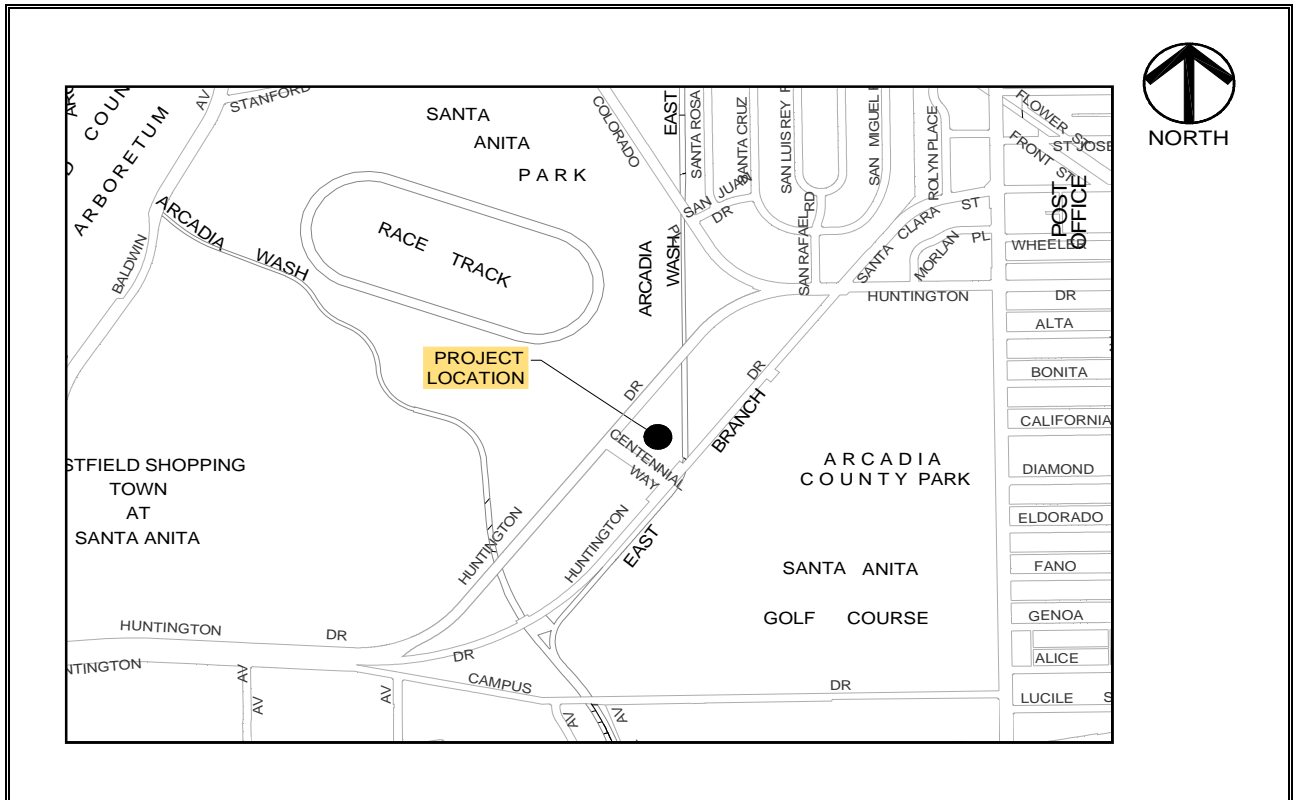 NORTH
COUN
ARBORETUM
AV
STANFORD
SANTA
ANITA
PARK
COLORADO
EAST
SANTA ROSA
SANTA CRUZ
SAN LUIS REY
SAN MIGUEL
ROLYN PLACE
FLOWER ST
ST JOSE
FRONT ST
POST
OFFICE
SAN JUAN
DR
ARCADIA
WASH
BALDWIN
RACE
TRACK
ARCADIA
WASH
SAN RAFAEL
RD
SANTA CLARA ST
MORLAN PL
WHEELER
HUNTINGTON
DR
ALTA
PROJECT
LOCATION
DR
DR
BONITA
CENTENNIAL
WAY
EAST BRANCH
CALIFORNIA
ARCADIA
COUNTY PARK
DIAMOND
STFIELD SHOPPING
TOWN
AT
SANTA ANITA
HUNTINGTON
HUNTINGTON
ELDORADO
SANTA ANITA
FANO
GOLF COURSE
GENOA
HUNTINGTON DR
NTINGTON
DR
ALICE
AV
AV
AV
CAMPUS
DR
AV
AV
LUCILE S